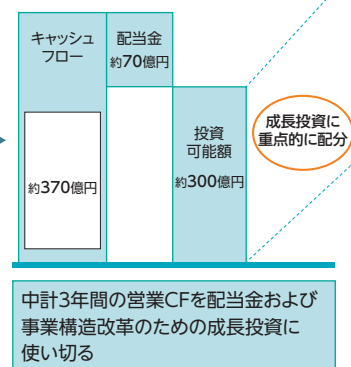 キャッシュ
フロー
約370億円
配当金
約70億円
投資
可能額
約300億円
成長投資に
重点的に配分
中計3年間の営業CFを配当金および
事業構造改革のための成長投資に
使い切る